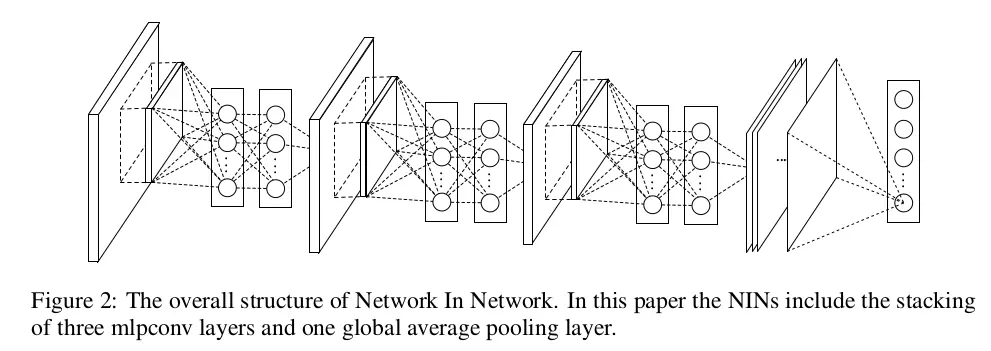 Figure 2: The overall structure of Network In Network. In this paper the NINs include the stacking
of three mlpconv layers and one global average pooling layer.